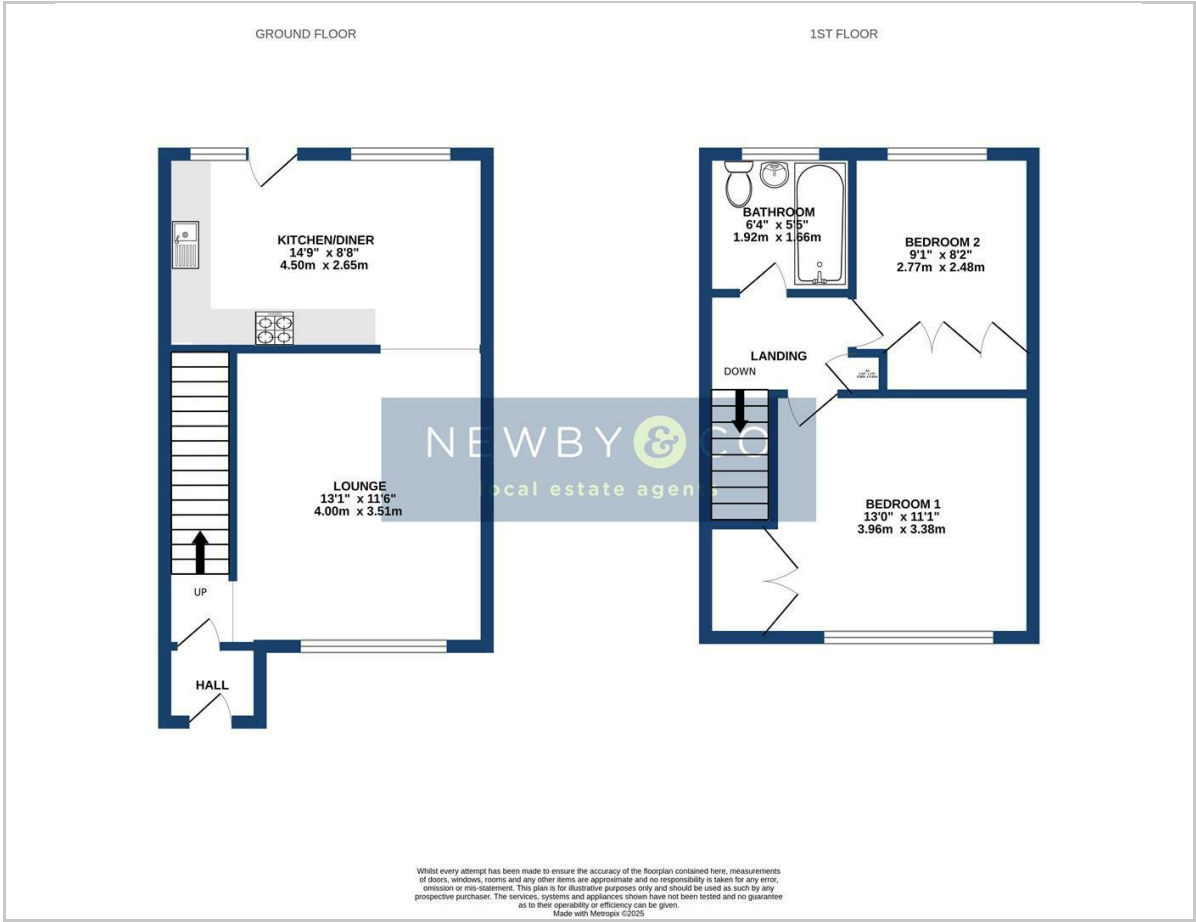 GROUND FLOOR
1ST FLOOR
KITCHEN/DINER
14'9" x 8'8"
4.50m x 2.65m
BATHROOM
6'4" x 5'5"
1.92m x 1.66m
BEDROOM 2
9'1" x 8'2"
2.77m x 2.48m
LANDING
DOWN
NEWBY & CO
local estate agents
LOUNGE
13'1" x 11'6"
4.00m x 3.51m
BEDROOM 1
13'0" x 11'1"
3.96m x 3.38m
UP
HALL
Whilst every attempt has been made to ensure the accuracy of the floorplan contained here, measurements
of doors, windows, rooms and any other items are approximate and no responsibility is taken for any error,
omission or mis-statement. This plan is for illustrative purposes only and should be used as such by any
prospective purchaser. The services, systems and appliances shown have not been tested and no guarantee
as to their operability or efficiency can be given.
Made with Metropix ©2025